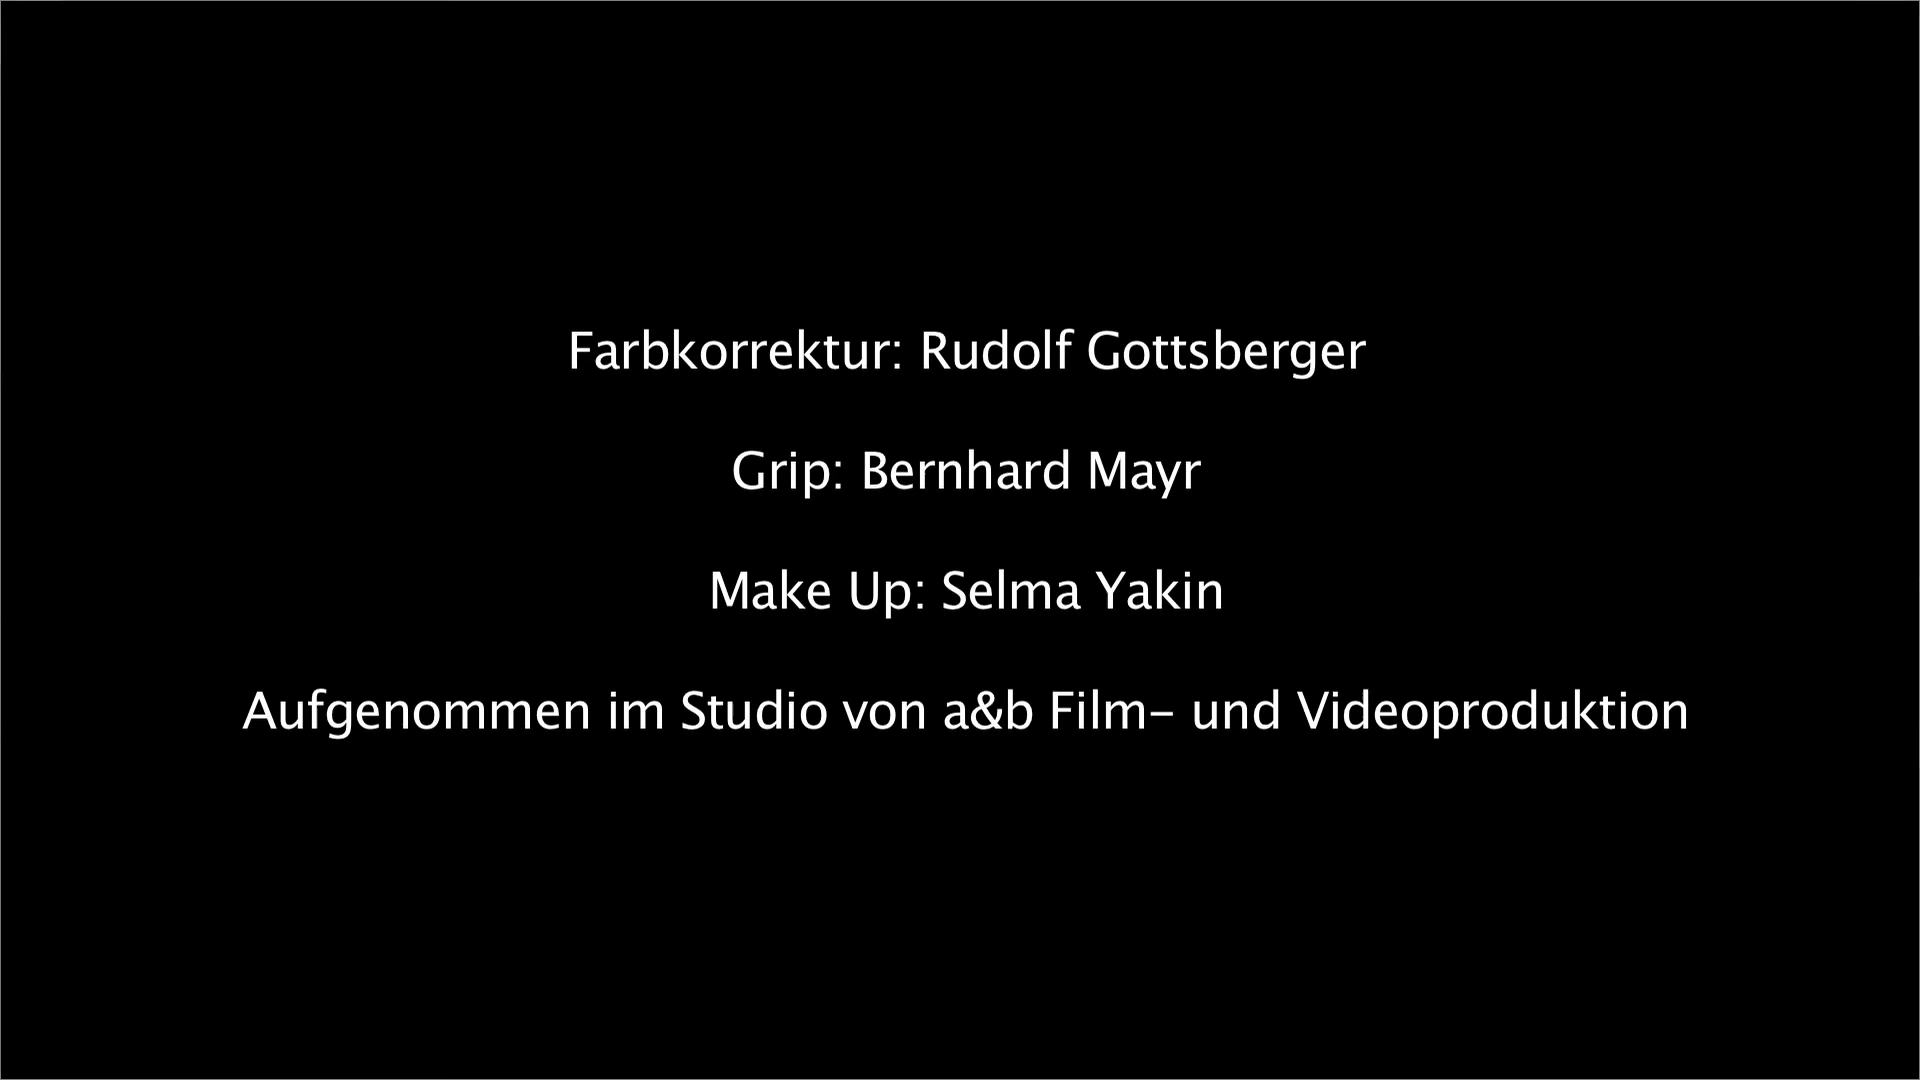 Farbkorrektur: Rudolf Gottsberger
Grip: Bernhard Mayr
Make Up: Selma Yakin
Aufgenommen im Studio von a&b Film- und Videoproduktion